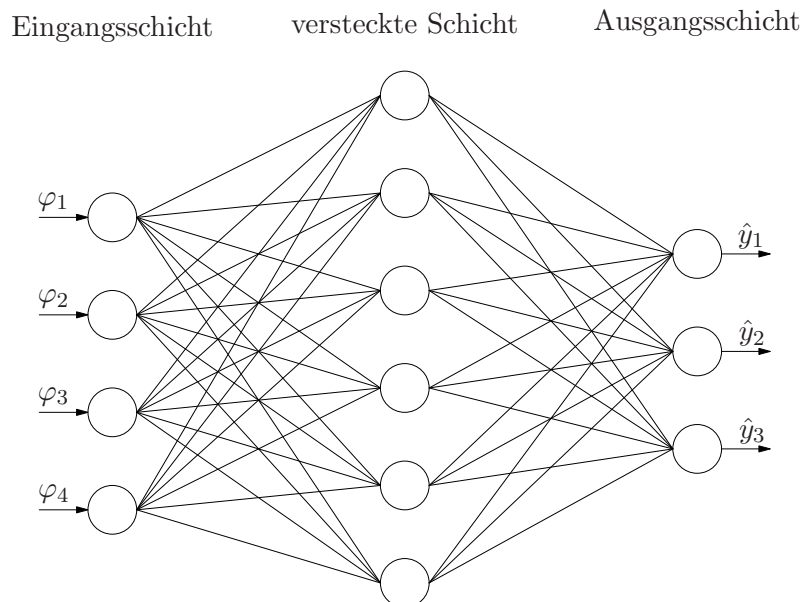 Eingangsschicht versteckte Schicht Ausgangsschicht
φ1
φ2
φ3
φ4
ŷ1
ŷ2
ŷ3